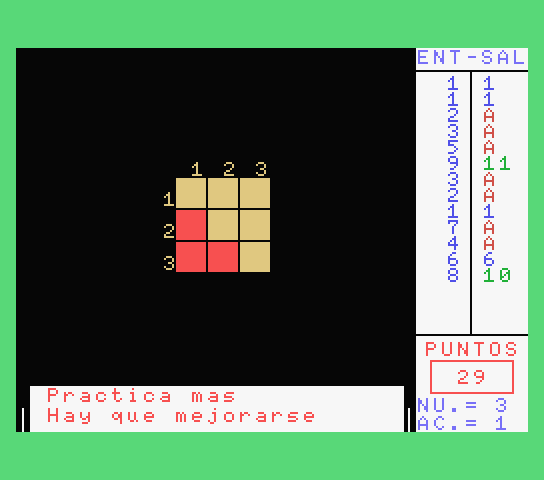 ENT-SAL
1 1
1 1
2 A
3 A
5 A
9 11
3 A
2 A
1 1
7 A
4 A
6 6
8 10
1 2 3
1
2
3
PUNTOS
29
NU.= 3
AC.= 1
Practica mas
Hay que mejorarse